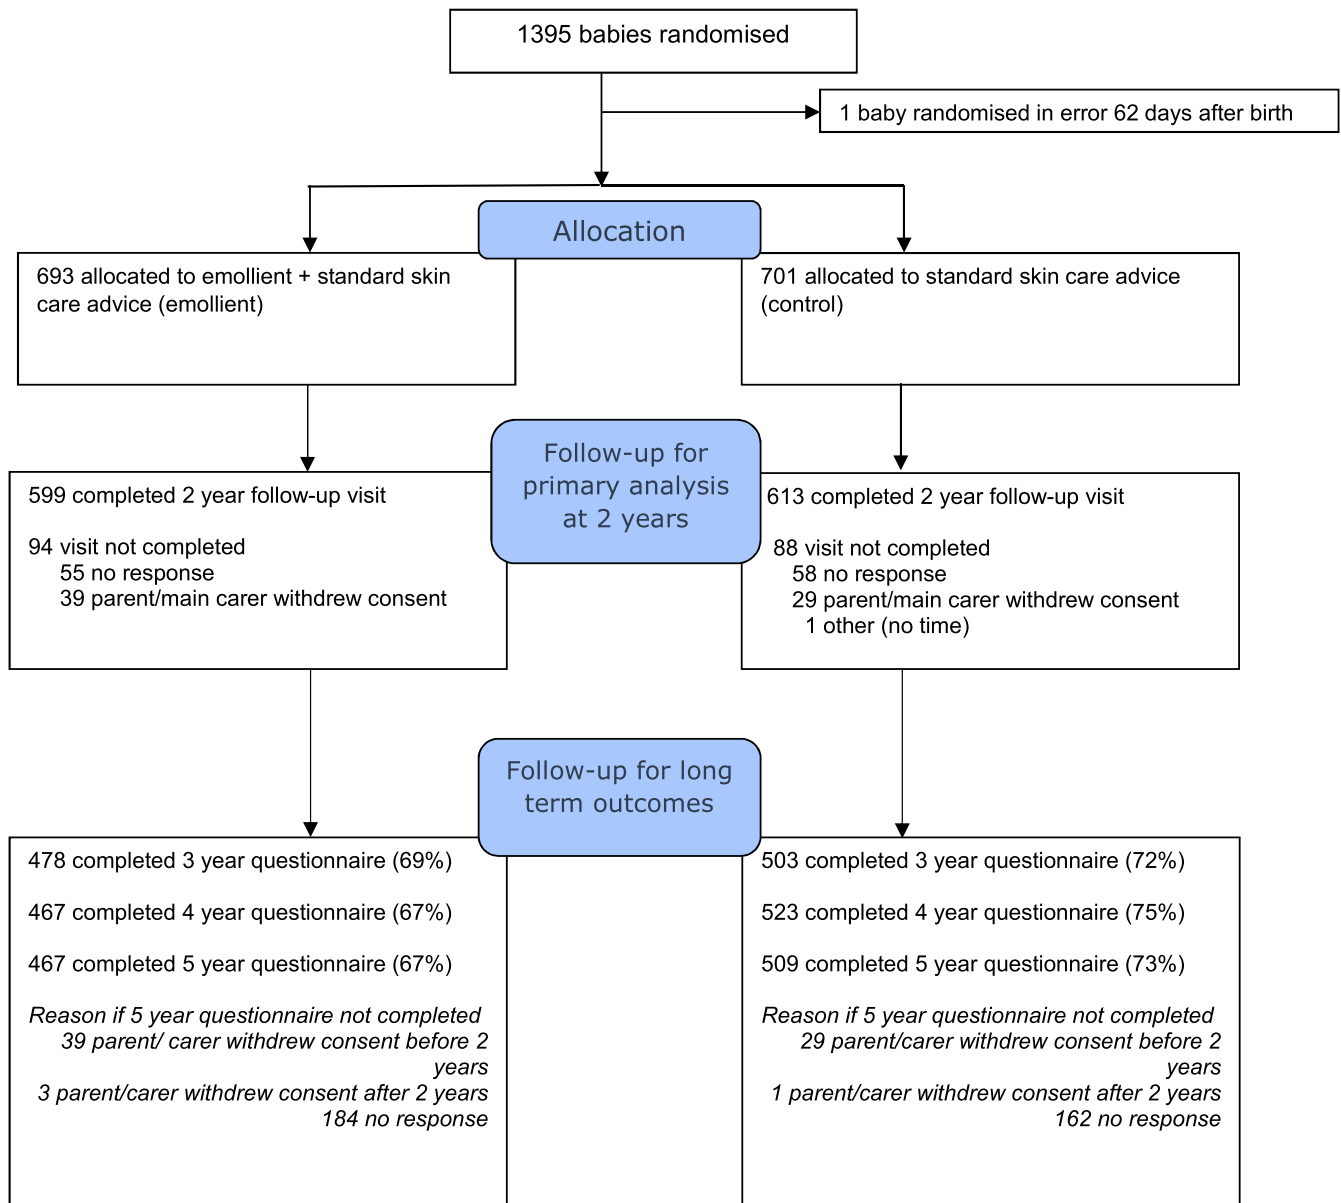 1395 babies randomised
1 baby randomised in error 62 days after birth
Allocation
693 allocated to emollient + standard skin
care advice (emollient)
701 allocated to standard skin care advice
(control)
Follow-up for
primary analysis
at 2 years
599 completed 2 year follow-up visit
94 visit not completed
55 no response
39 parent/main carer withdrew consent
613 completed 2 year follow-up visit
88 visit not completed
58 no response
29 parent/main carer withdrew consent
1 other (no time)
Follow-up for long
term outcomes
478 completed 3 year questionnaire (69%)
467 completed 4 year questionnaire (67%)
467 completed 5 year questionnaire (67%)
Reason if 5 year questionnaire not completed
39 parent/ carer withdrew consent before 2
years
3 parent/carer withdrew consent after 2 years
184 no response
503 completed 3 year questionnaire (72%)
523 completed 4 year questionnaire (75%)
509 completed 5 year questionnaire (73%)
Reason if 5 year questionnaire not completed
29 parent/carer withdrew consent before 2
years
1 parent/carer withdrew consent after 2 years
162 no response